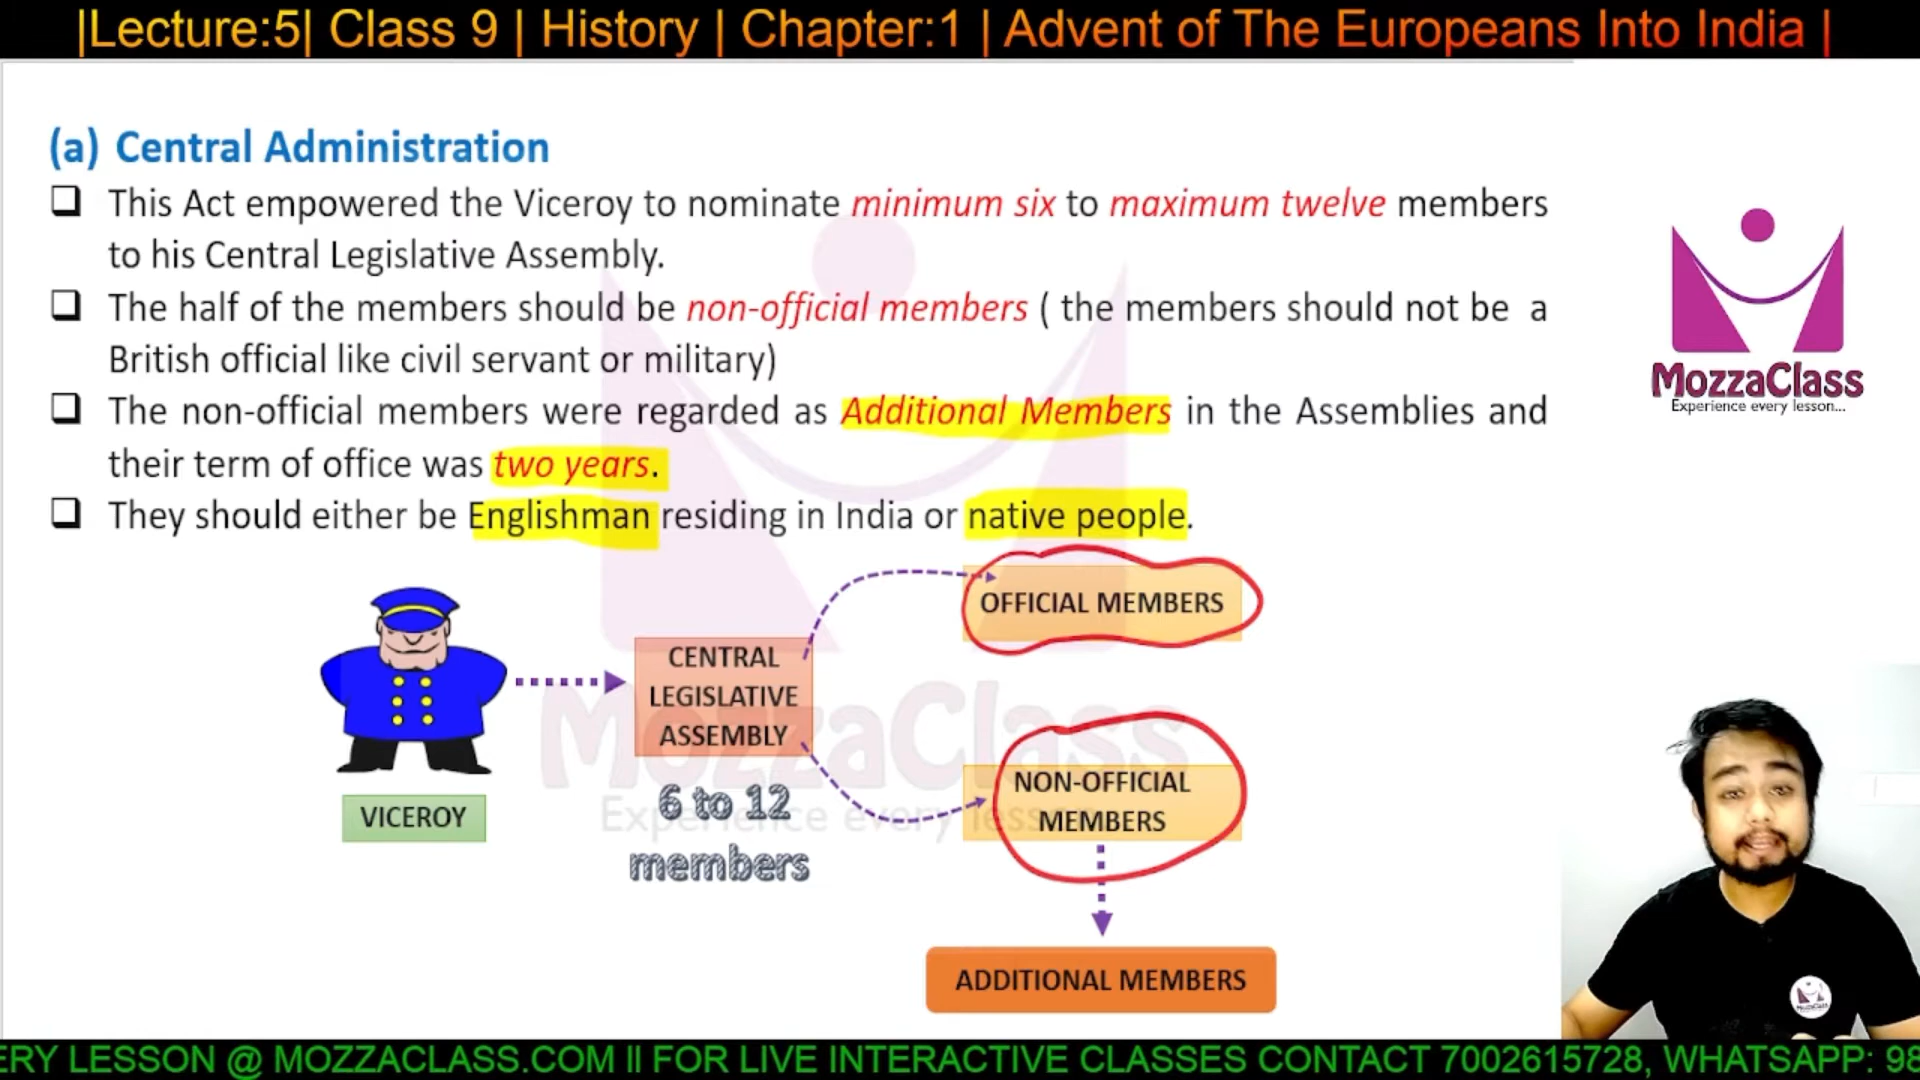 |Lecture:5| Class 9 | History | Chapter:1 | Advent of The Europeans Into India |
(a) Central Administration
This Act empowered the Viceroy to nominate minimum six to maximum twelve members
to his Central Legislative Assembly.
The half of the members should be non-official members ( the members should not be a
British official like civil servant or military)
The non-official members were regarded as Additional Members in the Assemblies and
their term of office was two years.
They should either be Englishman residing in India or native people.
MozzaClass
Experience every lesson...
OFFICIAL MEMBERS
CENTRAL
LEGISLATIVE
ASSEMBLY
MozzaClass
Experience every lesson
NON-OFFICIAL
MEMBERS
VICEROY
6 to 12
members
ADDITIONAL MEMBERS
ERY LESSON @ MOZZACLASS.COM ll FOR LIVE INTERACTIVE CLASSES CONTACT 7002615728, WHATSAPP: 98